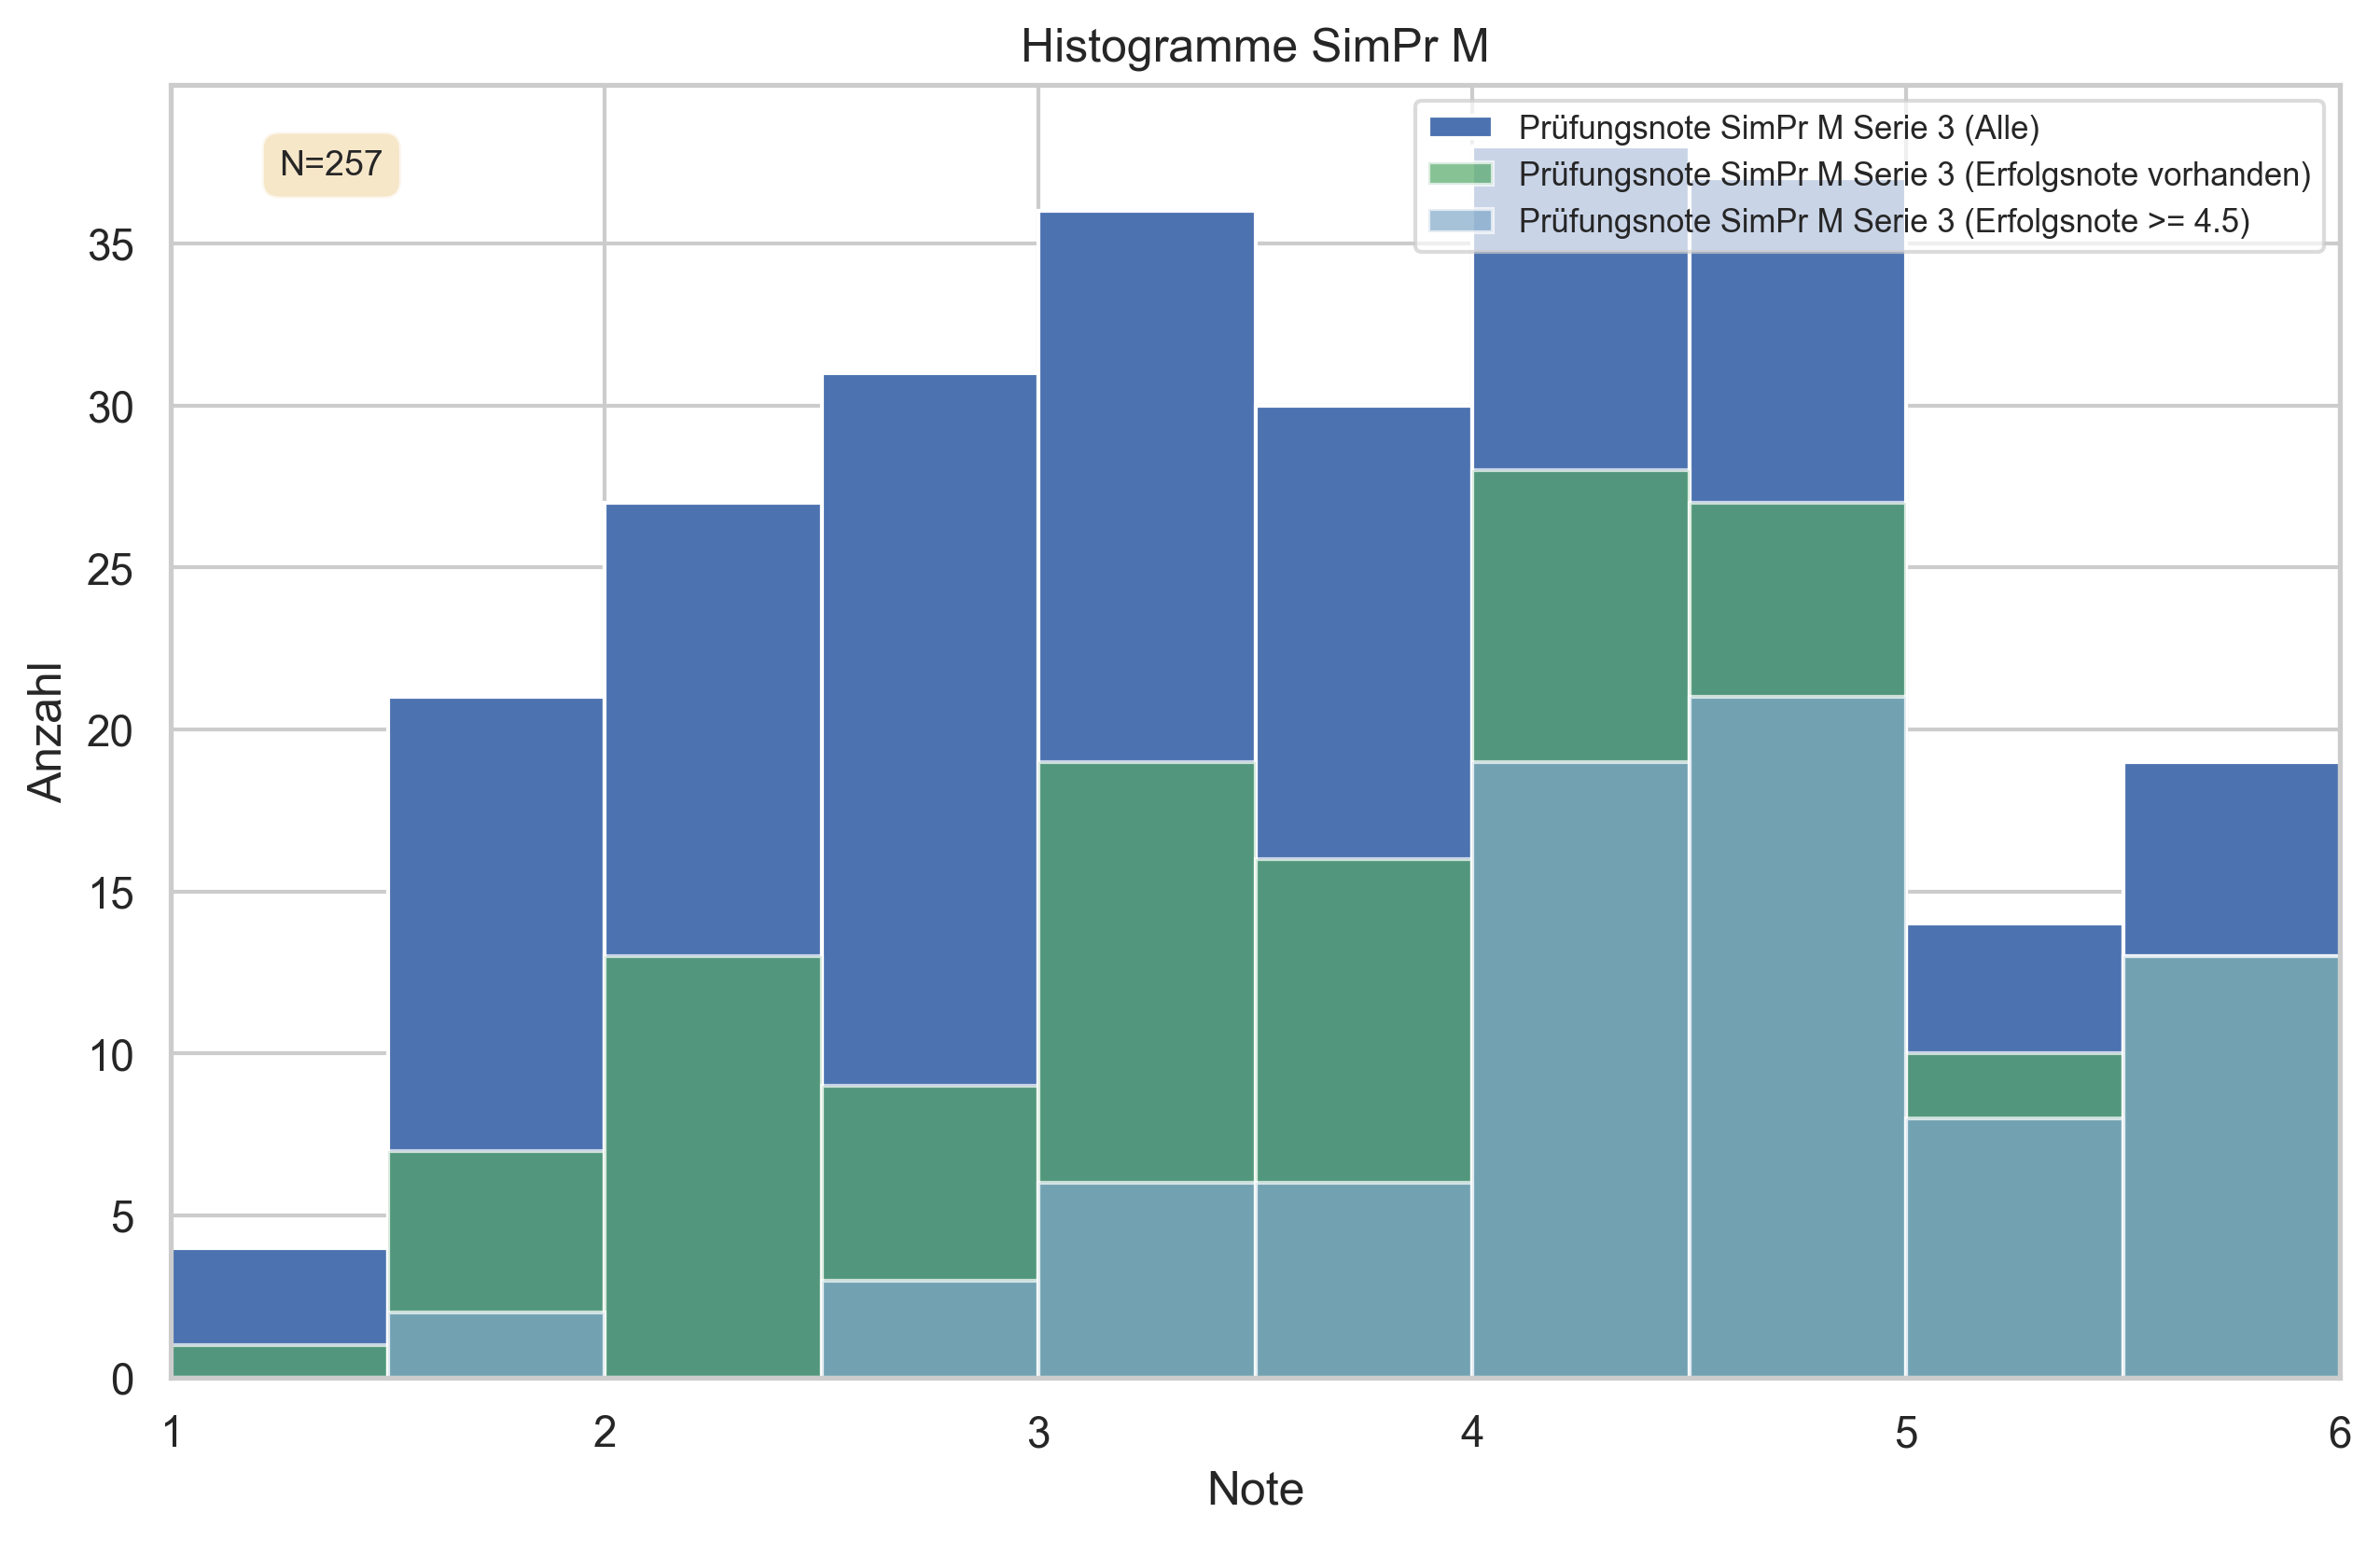 Histogramme SimPr M
N=257
Prüfungsnote SimPr M Serie 3 (Alle)
Prüfungsnote SimPr M Serie 3 (Erfolgsnote vorhanden)
Prüfungsnote SimPr M Serie 3 (Erfolgsnote >= 4.5)
35
30
25
20
15
10
5
0
Anzahl
1 2 3 4 5 6
Note